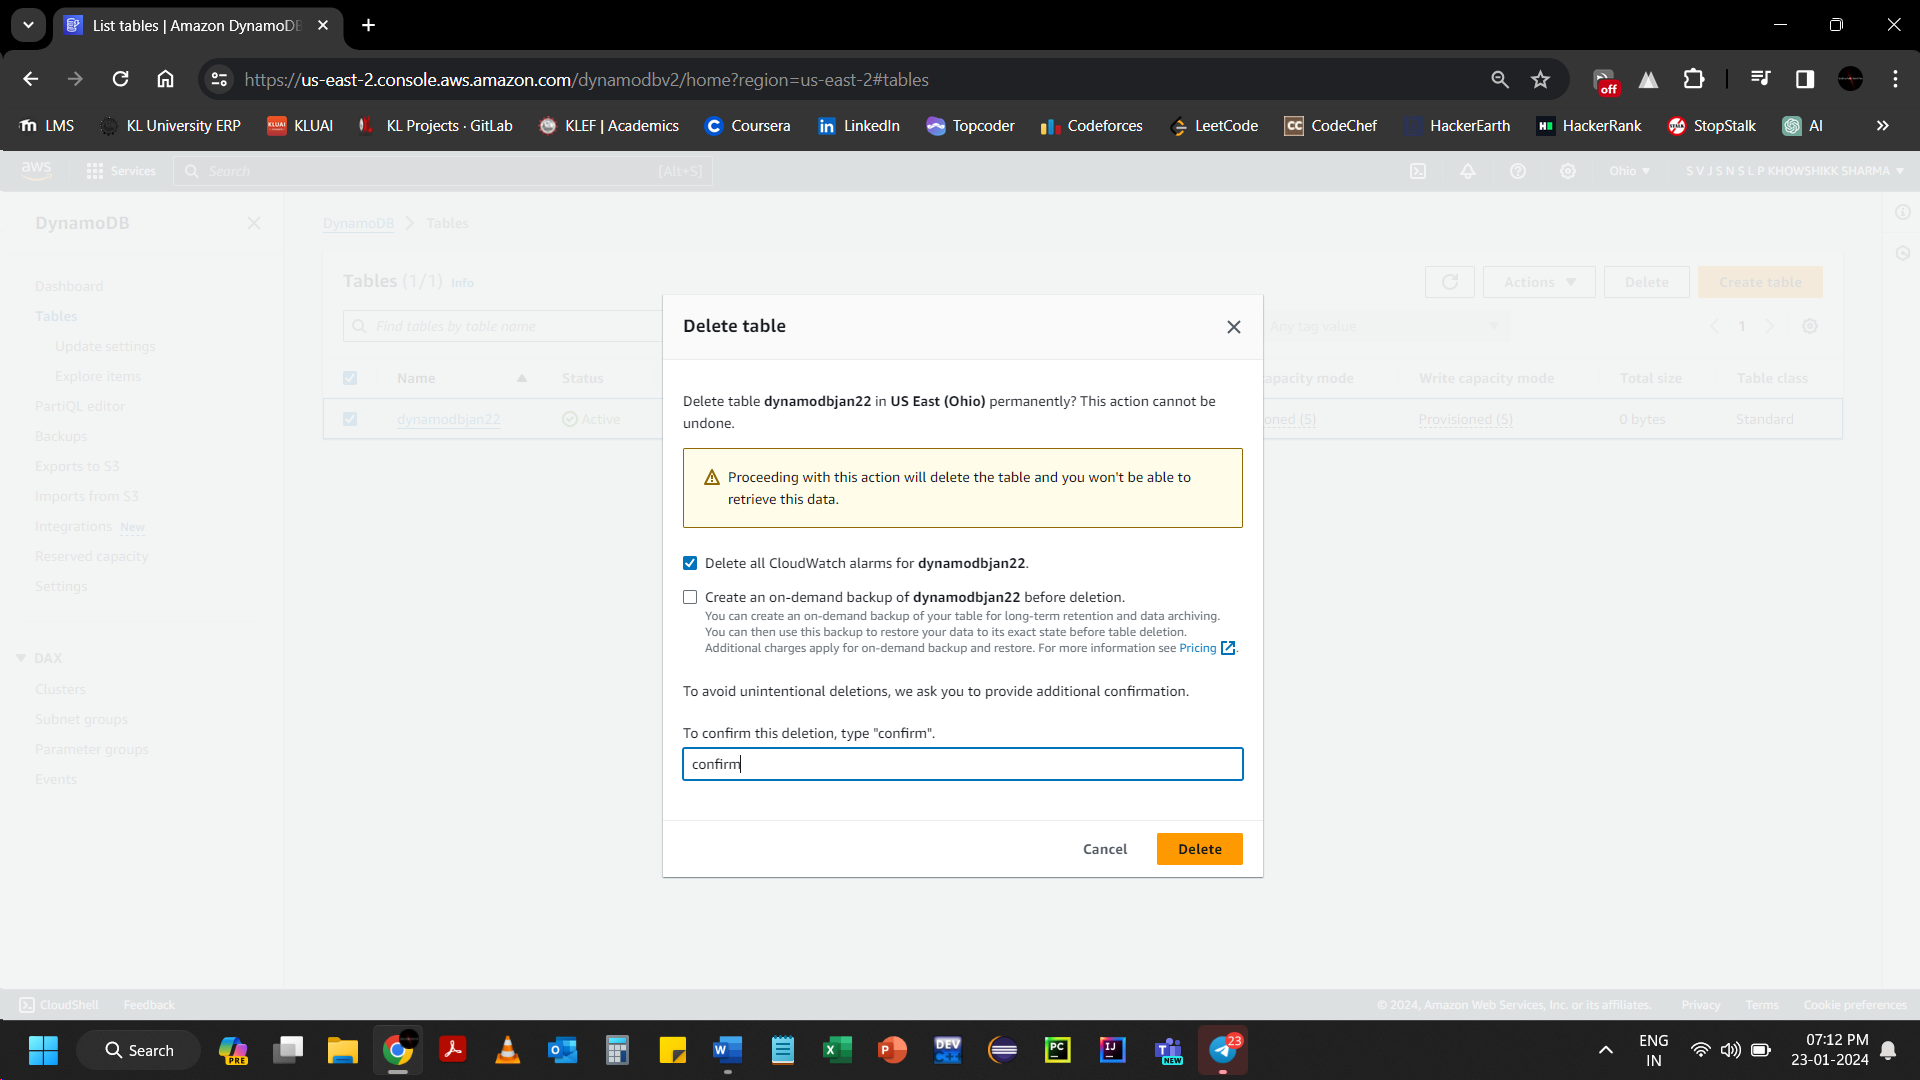 List tables | Amazon DynamoDB
https://us-east-2.console.aws.amazon.com/dynamodbv2/home?region=us-east-2#tables
off
LMS
KL University ERP
KLUAI
KL Projects · GitLab
KLEF | Academics
Coursera
LinkedIn
Topcoder
Codeforces
LeetCode
CodeChef
HackerEarth
HackerRank
StopStalk
AI
aws
Services
Search
[Alt+S]
Ohio
S V J S N S L P KHOWSHIKK SHARMA
DynamoDB
DynamoDB
Tables
Dashboard
Tables
Update settings
Explore items
PartiQL editor
Backups
Exports to S3
Imports from S3
Integrations New
Reserved capacity
Settings
DAX
Clusters
Subnet groups
Parameter groups
Events
Tables (1/1) Info
Actions
Delete
Create table
Find tables by table name
Any tag value
1
Name
Status
apacity mode
Write capacity mode
Total size
Table class
dynamodbjan22
Active
oned (5)
Provisioned (5)
0 bytes
Standard
Delete table
Delete table dynamodbjan22 in US East (Ohio) permanently? This action cannot be
undone.
Proceeding with this action will delete the table and you won't be able to
retrieve this data.
Delete all CloudWatch alarms for dynamodbjan22.
Create an on-demand backup of dynamodbjan22 before deletion.
You can create an on-demand backup of your table for long-term retention and data archiving.
You can then use this backup to restore your data to its exact state before table deletion.
Additional charges apply for on-demand backup and restore. For more information see Pricing .
To avoid unintentional deletions, we ask you to provide additional confirmation.
To confirm this deletion, type "confirm".
confirm
Cancel
Delete
CloudShell
Feedback
© 2024, Amazon Web Services, Inc. or its affiliates.
Privacy
Terms
Cookie preferences
Search
PRE
DEV
PC
IJ
NEW
23
ENG
IN
07:12 PM
23-01-2024